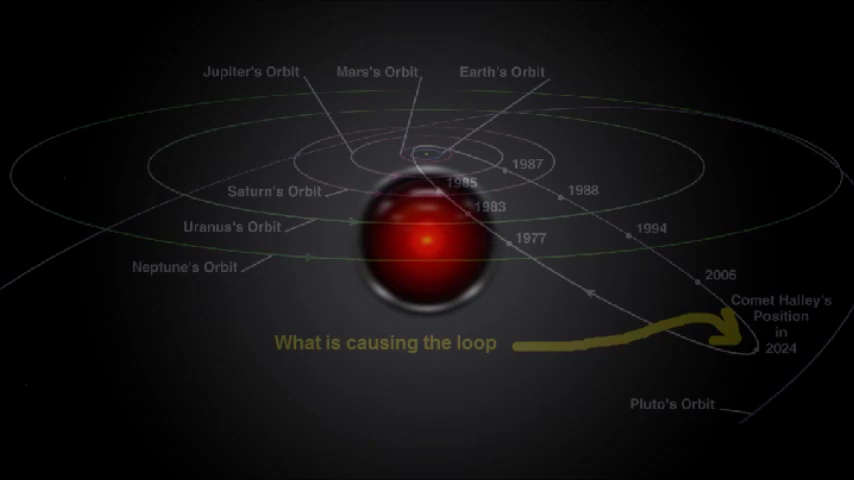 Jupiter's Orbit
Mars's Orbit
Earth's Orbit
1987
1985
1988
Saturn's Orbit
1983
Uranus's Orbit
1994
1977
Neptune's Orbit
2005
Comet Halley's
Position
in
2024
What is causing the loop
Pluto's Orbit